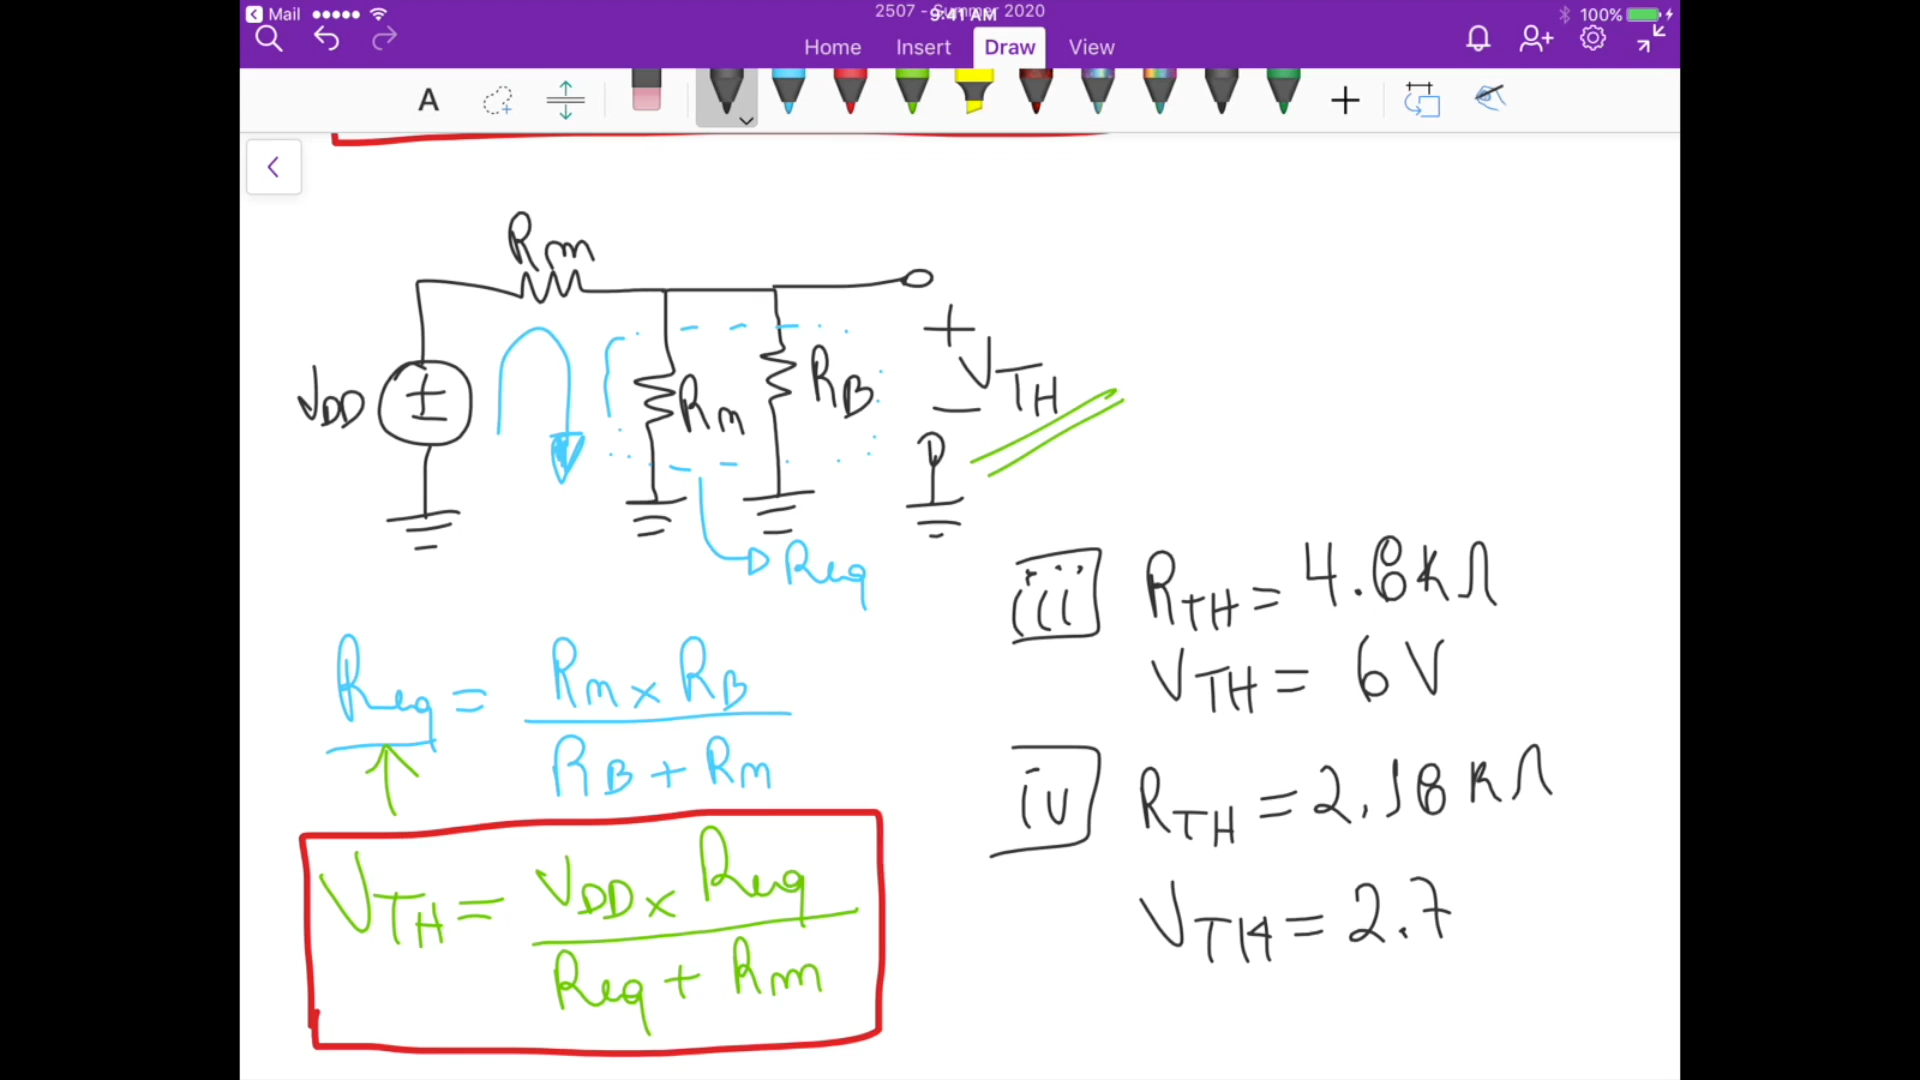 Mail
2507 - Summer 2020
9:41 AM
100%
Home Insert Draw View
A
Rm
VDD
+
Rm
RB
+
VTH
−
Req
Req = Rm x RB
RB + Rm
VTH = VDD x Req
Req + Rm
iii RTH = 4.6kΩ
VTH = 6V
iv RTH = 2.18kΩ
VTH = 2.7